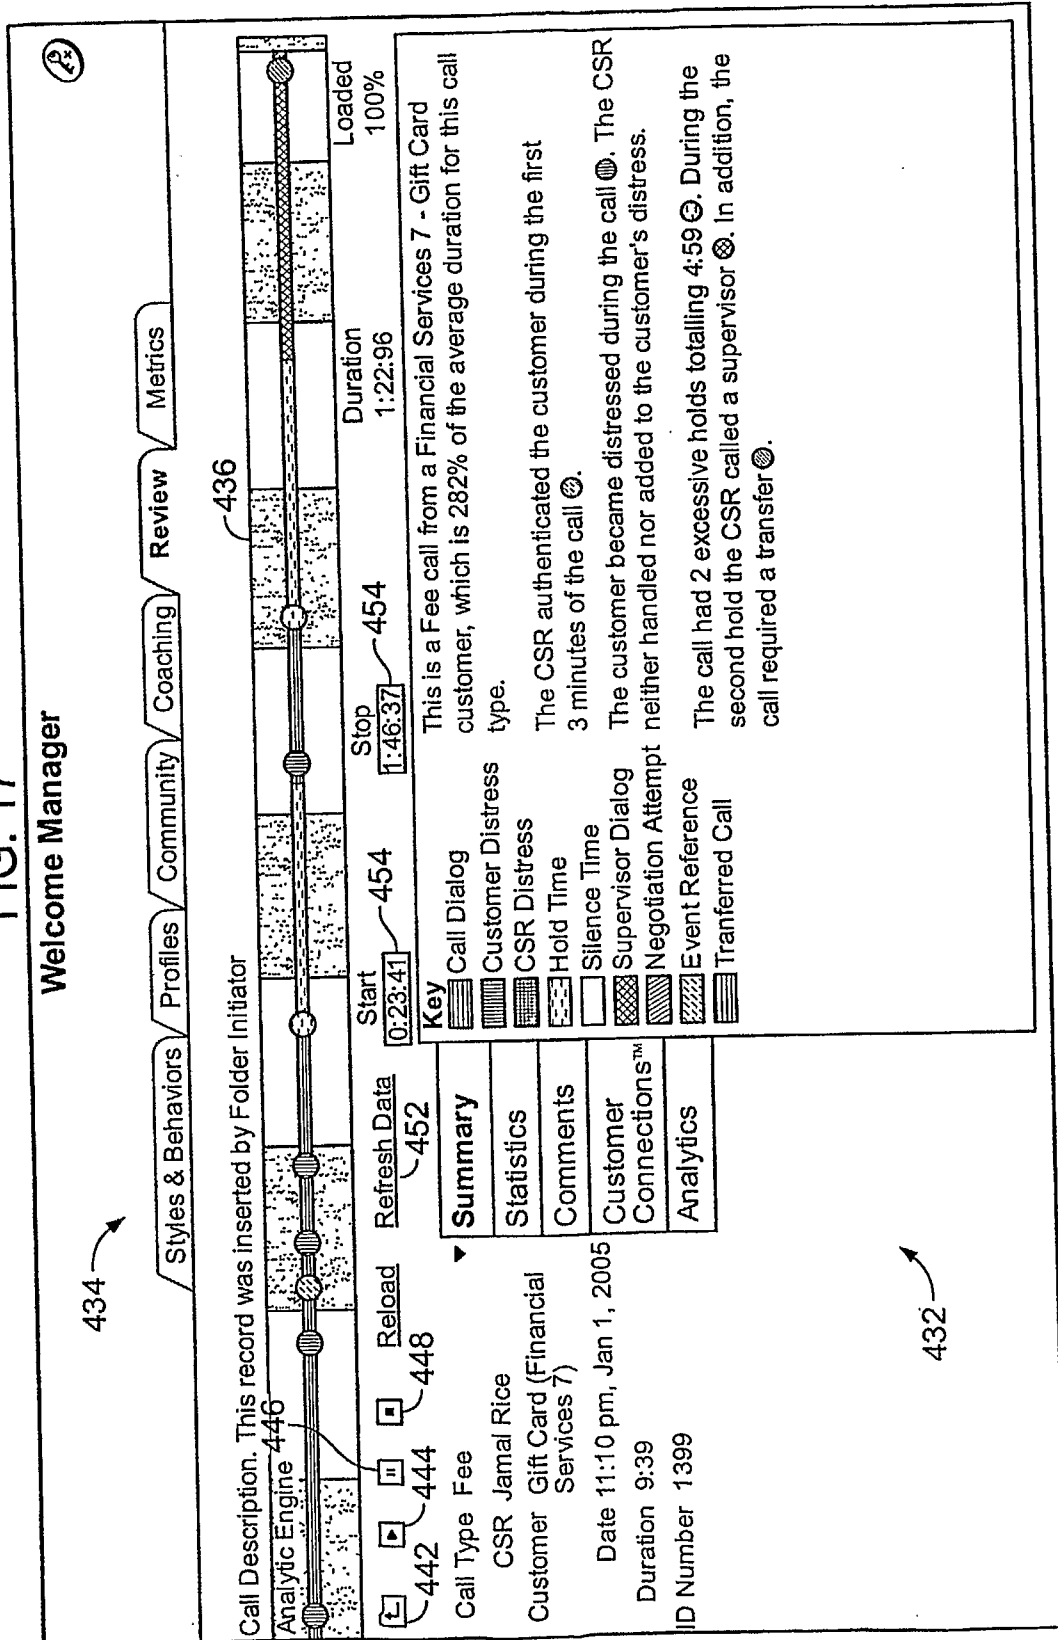 FIG. 17
Welcome Manager
434
Styles & Behaviors
Profiles
Community
Coaching
Review
Metrics
Call Description. This record was inserted by Folder Initiator
436
Analytic Engine
446
442
444
448
Reload
Refresh Data
452
Start
0:23:41
454
Stop
1:46:37
454
Duration
1:22:96
Loaded
100%
Call Type Fee
CSR Jamal Rice
Customer Gift Card (Financial
Services 7)
Date 11:10 pm, Jan 1, 2005
Duration 9:39
ID Number 1399
Summary
Statistics
Comments
Customer
Connections™
Analytics
432
Key
Call Dialog
Customer Distress
CSR Distress
Hold Time
Silence Time
Supervisor Dialog
Negotiation Attempt
Event Reference
Tranferred Call
This is a Fee call from a Financial Services 7 - Gift Card
customer, which is 282% of the average duration for this call
type.
The CSR authenticated the customer during the first
3 minutes of the call.
The customer became distressed during the call. The CSR
neither handled nor added to the customer's distress.
The call had 2 excessive holds totalling 4:59. During the
second hold the CSR called a supervisor. In addition, the
call required a transfer.